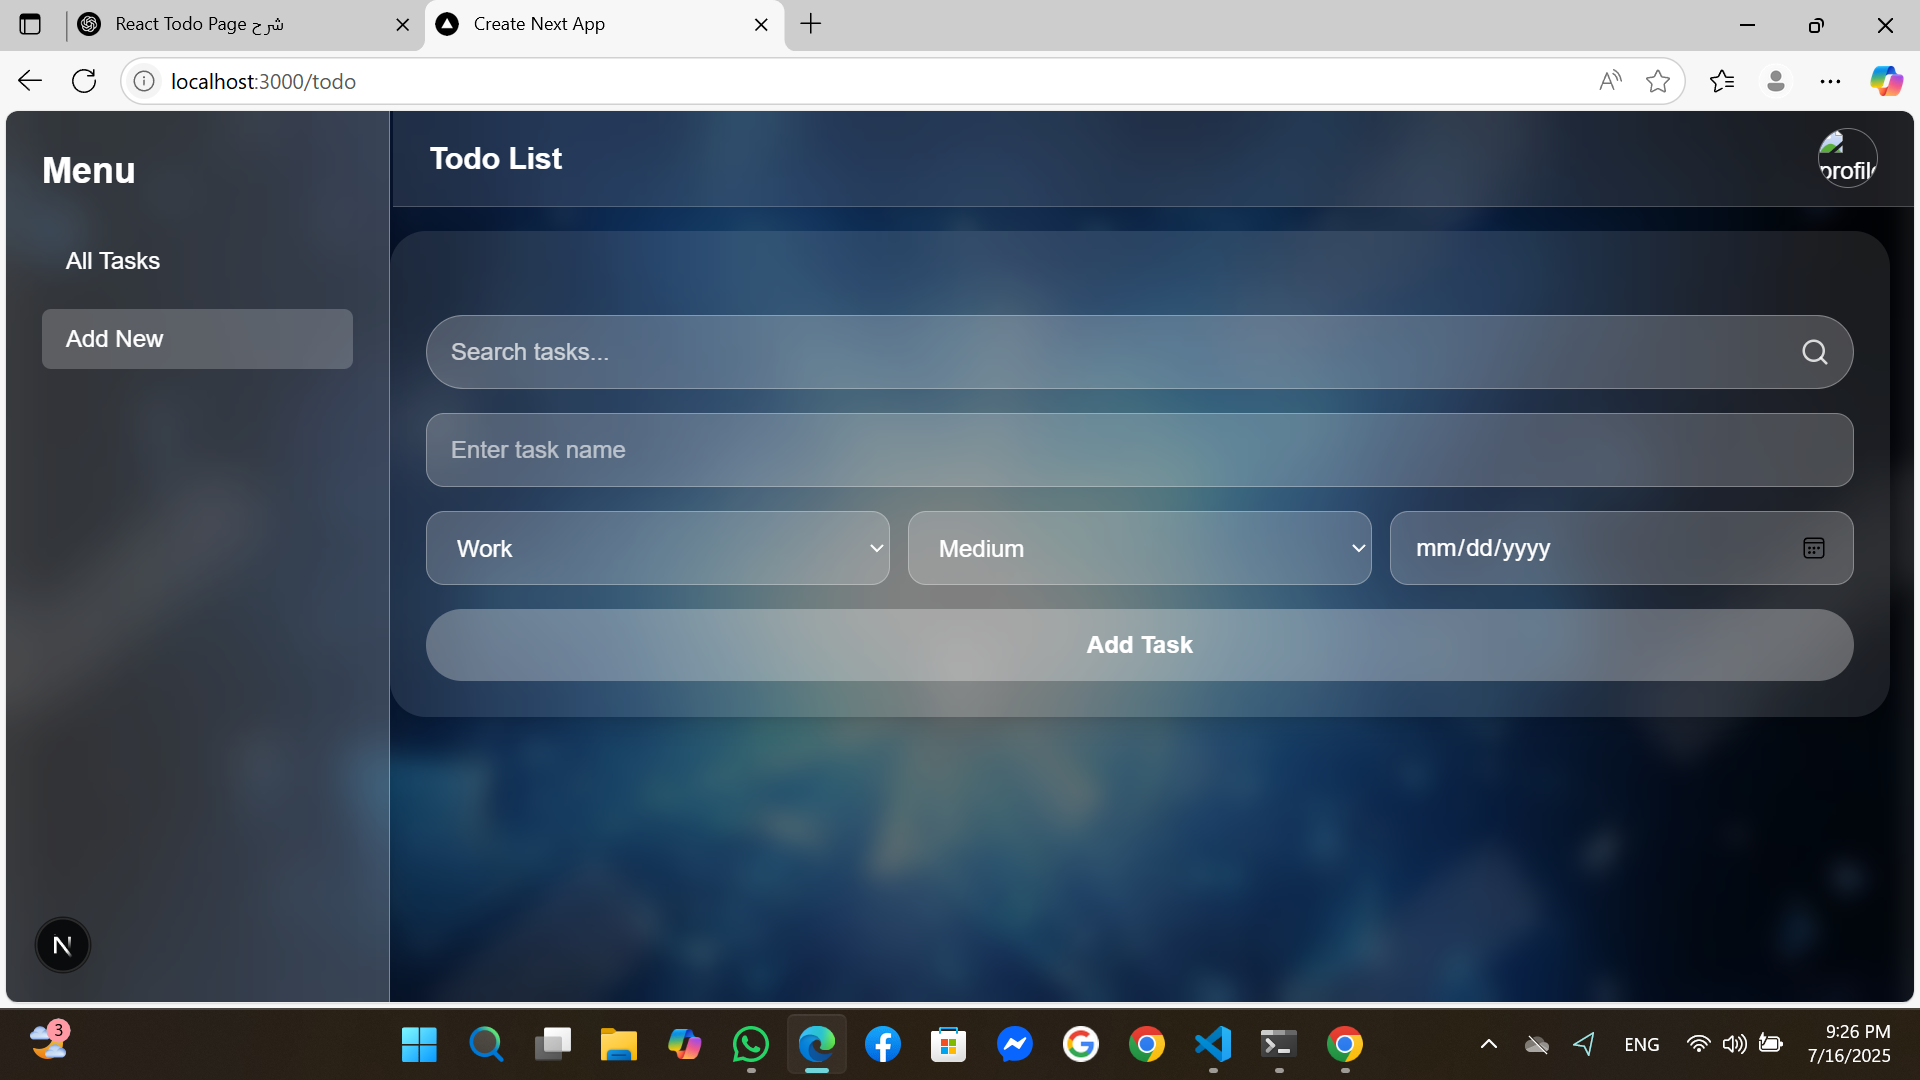 React Todo Page شرح
Create Next App
localhost:3000/todo
Menu
All Tasks
Add New
Todo List
profile
Search tasks...
Enter task name
Work
Medium
mm/dd/yyyy
Add Task
N
3
ENG
9:26 PM
7/16/2025